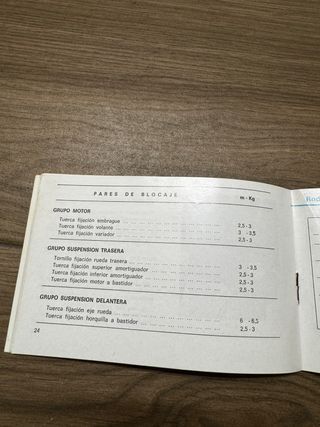 PARES DE BLOCAJE m - Kg
GRUPO MOTOR
Tuerca fijación embrague ... ... ... ... ... ... ... ... 2,5 - 3
Tuerca fijación volante ... ... ... ... ... ... ... ... 3 - 3,5
Tuerca fijación variador ... ... ... ... ... ... ... ... 2,5 - 3
GRUPO SUSPENSION TRASERA
Tornillo fijación rueda trasera ... ... ... ... ... ... ... 3 - 3,5
Tuerca fijación superior amortiguador ... ... ... ... ... ... 2,5 - 3
Tuerca fijación inferior amortiguador ... ... ... ... ... ... 2,5 - 3
Tuerca fijación motor a bastidor ... ... ... ... ... ... ... 2,5 - 3
GRUPO SUSPENSION DELANTERA
Tuerca fijación eje rueda ... ... ... ... ... ... ... ... 6 - 6,5
Tuerca fijación horquilla a bastidor ... ... ... ... ... ... 2,5 - 3
24
Rod